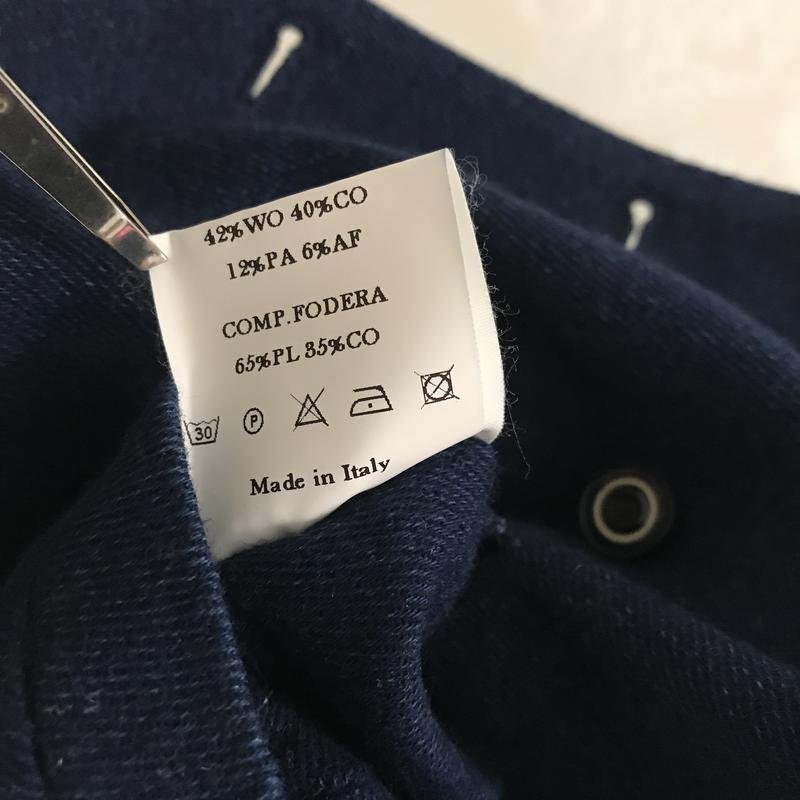 42%WO 40%CO
12%PA 6%AF
COMP.FODERA
65%PL 35%CO
30 P
Made in Italy